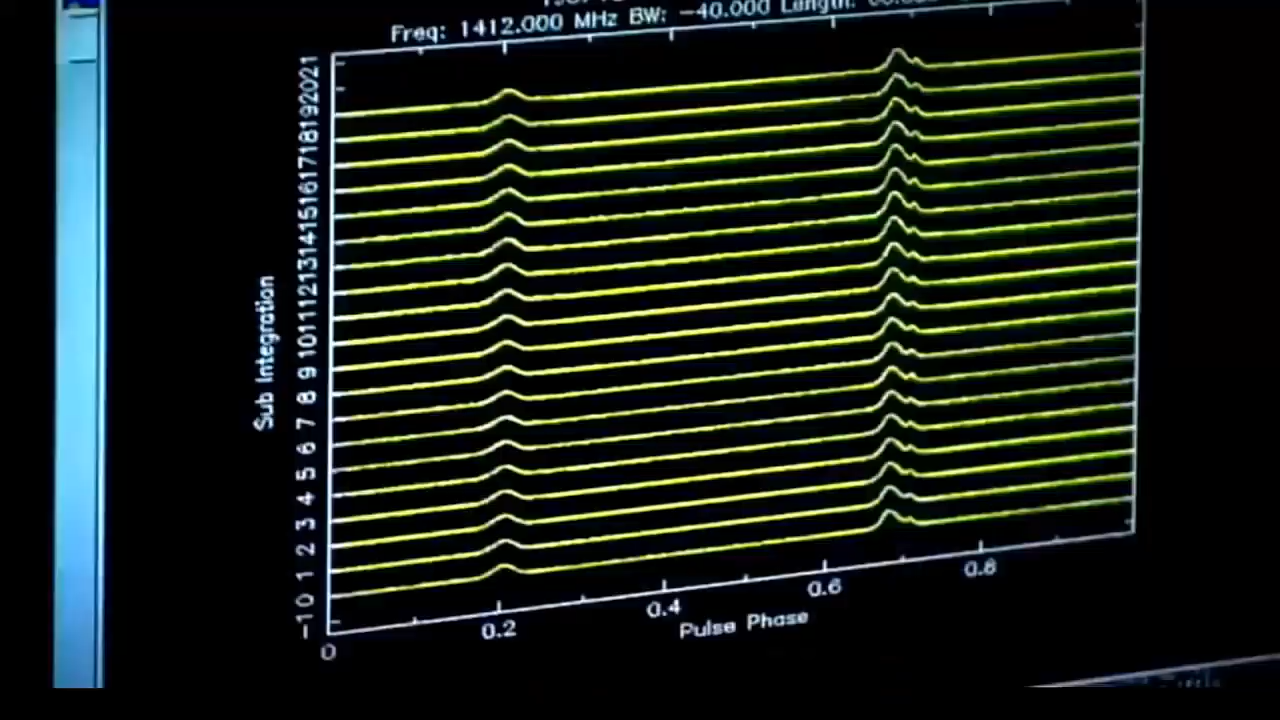 Freq: 1412.000 MHz BW: -40.000 Length:
Sub Integration
-1 0 1 2 3 4 5 6 7 8 9 10 11 12 13 14 15 16 17 18 19 20 21
0 0.2 0.4 0.6 0.8
Pulse Phase